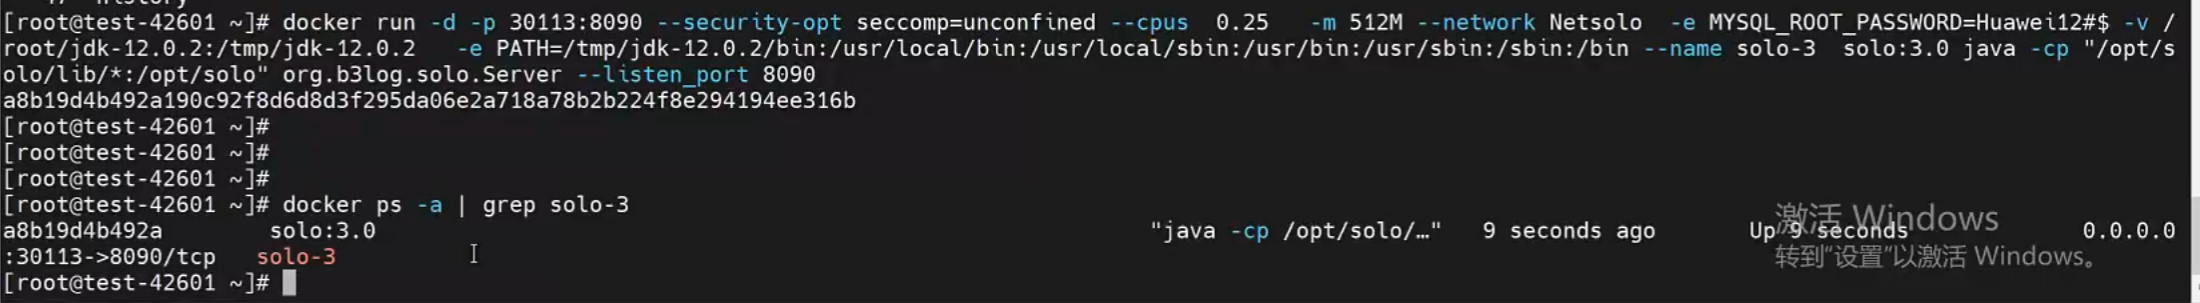 [root@test-42601 ~]# docker run -d -p 30113:8090 --security-opt seccomp=unconfined --cpus  0.25   -m 512M --network Netsolo  -e MYSQL_ROOT_PASSWORD=Huawei12#$ -v /
root/jdk-12.0.2:/tmp/jdk-12.0.2   -e PATH=/tmp/jdk-12.0.2/bin:/usr/local/bin:/usr/local/sbin:/usr/bin:/usr/sbin:/sbin:/bin --name solo-3  solo:3.0 java -cp "/opt/s
olo/lib/*:/opt/solo" org.b3log.solo.Server --listen_port 8090
a8b19d4b492a190c92f8d6d8d3f295da06e2a718a78b2b224f8e294194ee316b
[root@test-42601 ~]#
[root@test-42601 ~]#
[root@test-42601 ~]#
[root@test-42601 ~]# docker ps -a | grep solo-3
a8b19d4b492a        solo:3.0        "java -cp /opt/solo/…"   9 seconds ago       Up 9 seconds        0.0.0.0
:30113->8090/tcp   solo-3
[root@test-42601 ~]#
激活 Windows
转到“设置”以激活 Windows。